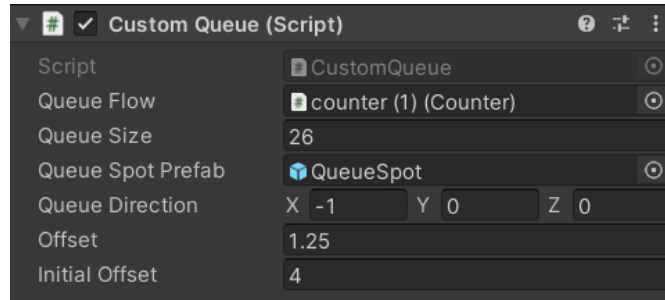 # Custom Queue (Script)
Script # CustomQueue
Queue Flow # counter (1) (Counter)
Queue Size 26
Queue Spot Prefab QueueSpot
Queue Direction X -1 Y 0 Z 0
Offset 1.25
Initial Offset 4